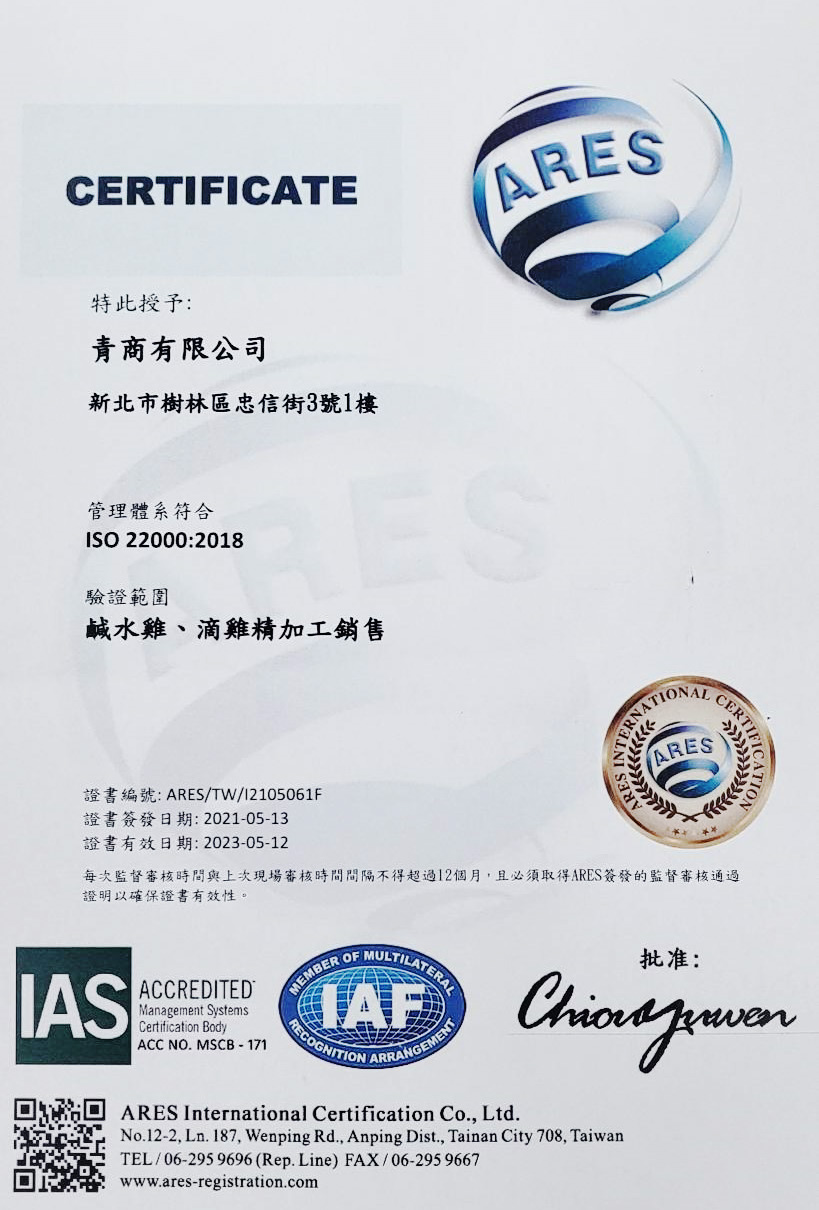 CERTIFICATE
ARES
特此授予:
青商有限公司
新北市樹林區忠信街3號1樓
管理體系符合
ISO 22000:2018
驗證範圍
鹹水雞、滴雞精加工銷售
ARES INTERNATIONAL CERTIFICATION
ARES
證書編號: ARES/TW/I2105061F
證書簽發日期: 2021-05-13
證書有效日期: 2023-05-12
每次監督審核時間與上次現場審核時間間隔不得超過12個月，且必須取得ARES簽發的監督審核通過
證明以確保證書有效性。
IAS
ACCREDITED
Management Systems
Certification Body
ACC NO. MSCB - 171
MEMBER OF MULTILATERAL
IAF
RECOGNITION ARRANGEMENT
批准:
ARES International Certification Co., Ltd.
No.12-2, Ln. 187, Wenping Rd., Anping Dist., Tainan City 708, Taiwan
TEL / 06-295 9696 (Rep. Line) FAX / 06-295 9667
www.ares-registration.com